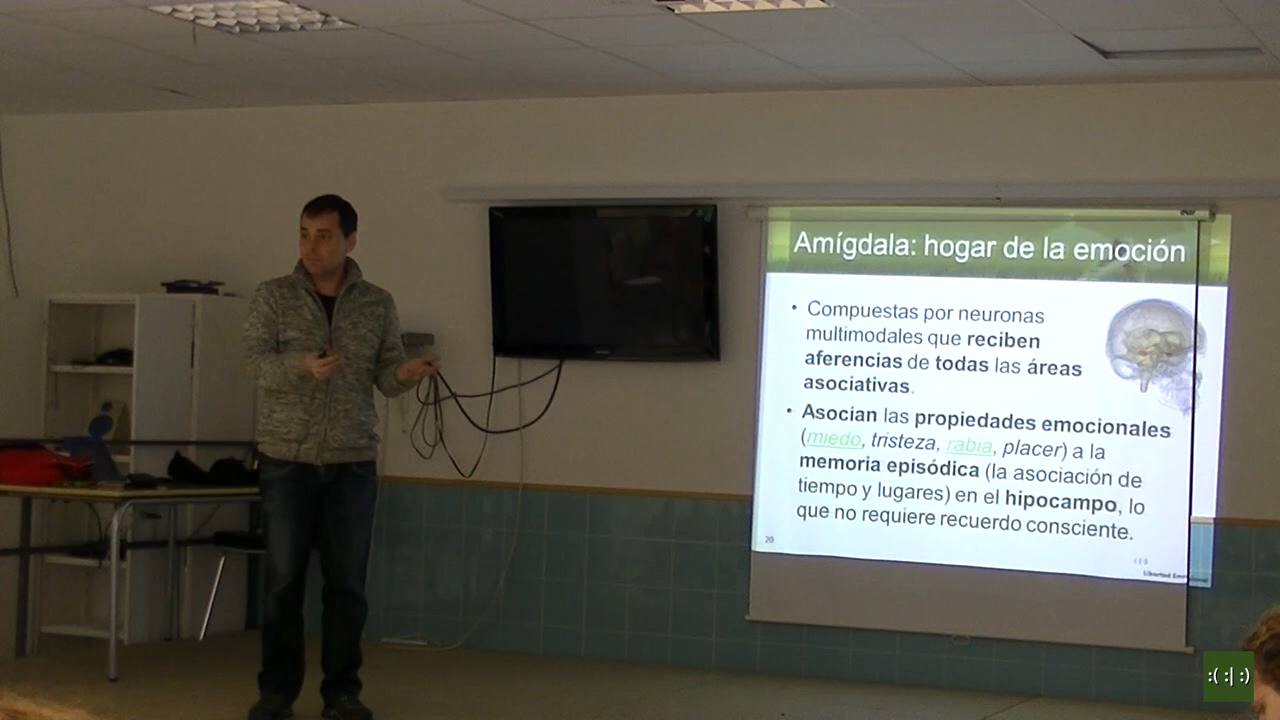 Amígdala: hogar de la emoción
• Compuestas por neuronas
multimodales que reciben
aferencias de todas las áreas
asociativas.
• Asocian las propiedades emocionales
(miedo, tristeza, rabia, placer) a la
memoria episódica (la asociación de
tiempo y lugares) en el hipocampo, lo
que no requiere recuerdo consciente.
20
Libertad
:( :| :)